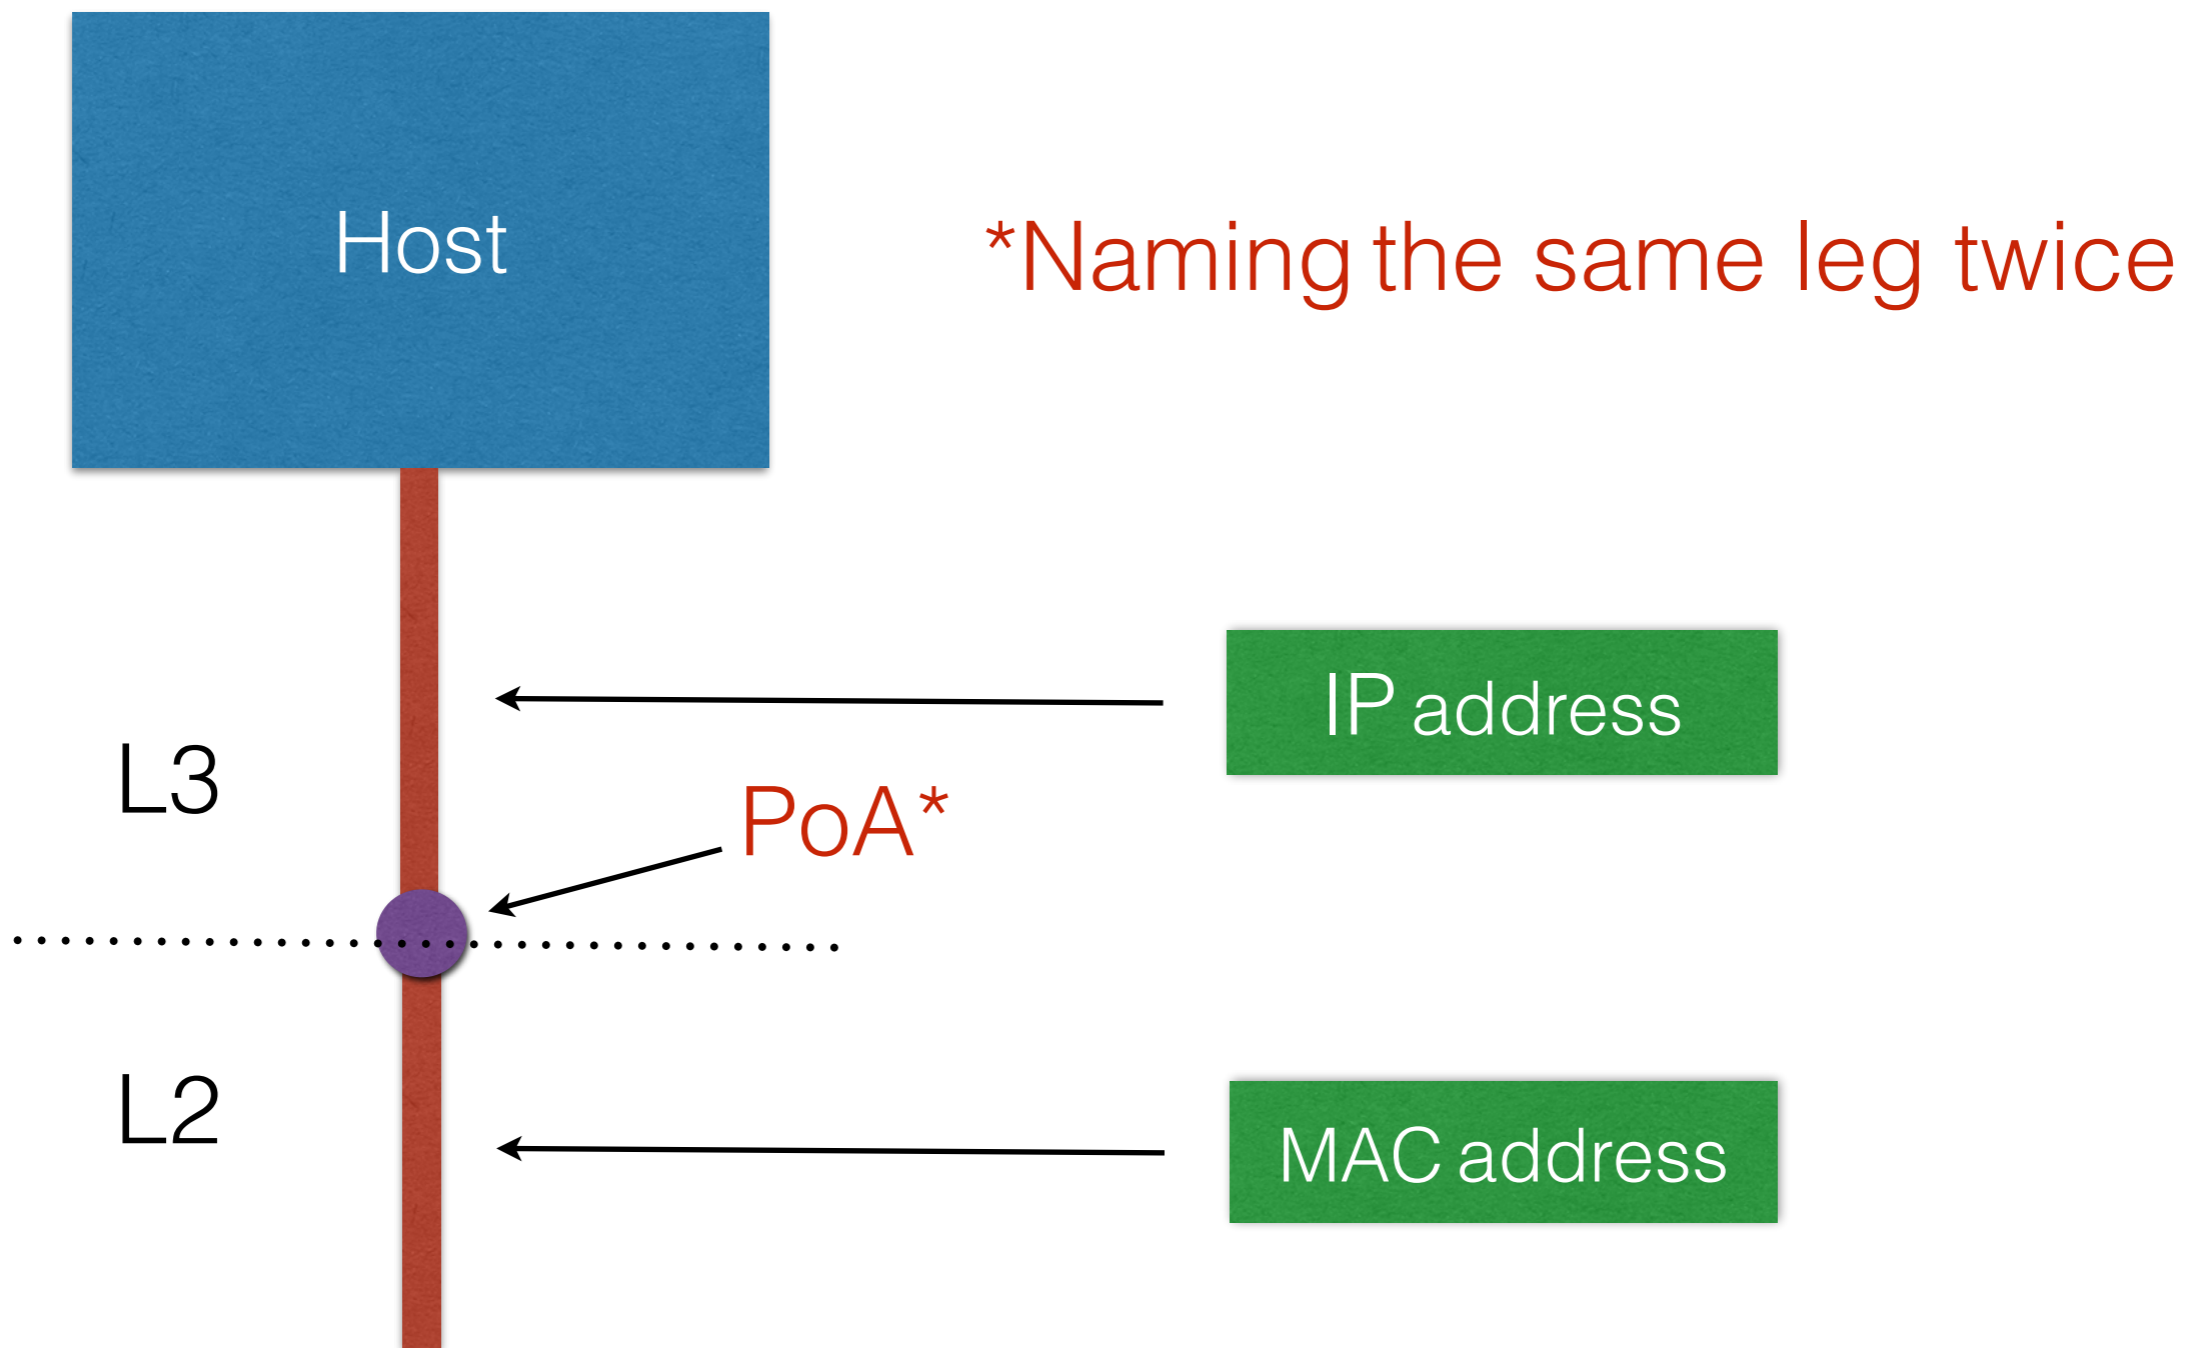 Host
*Naming the same leg twice
IP address
L3
PoA*
L2
MAC address